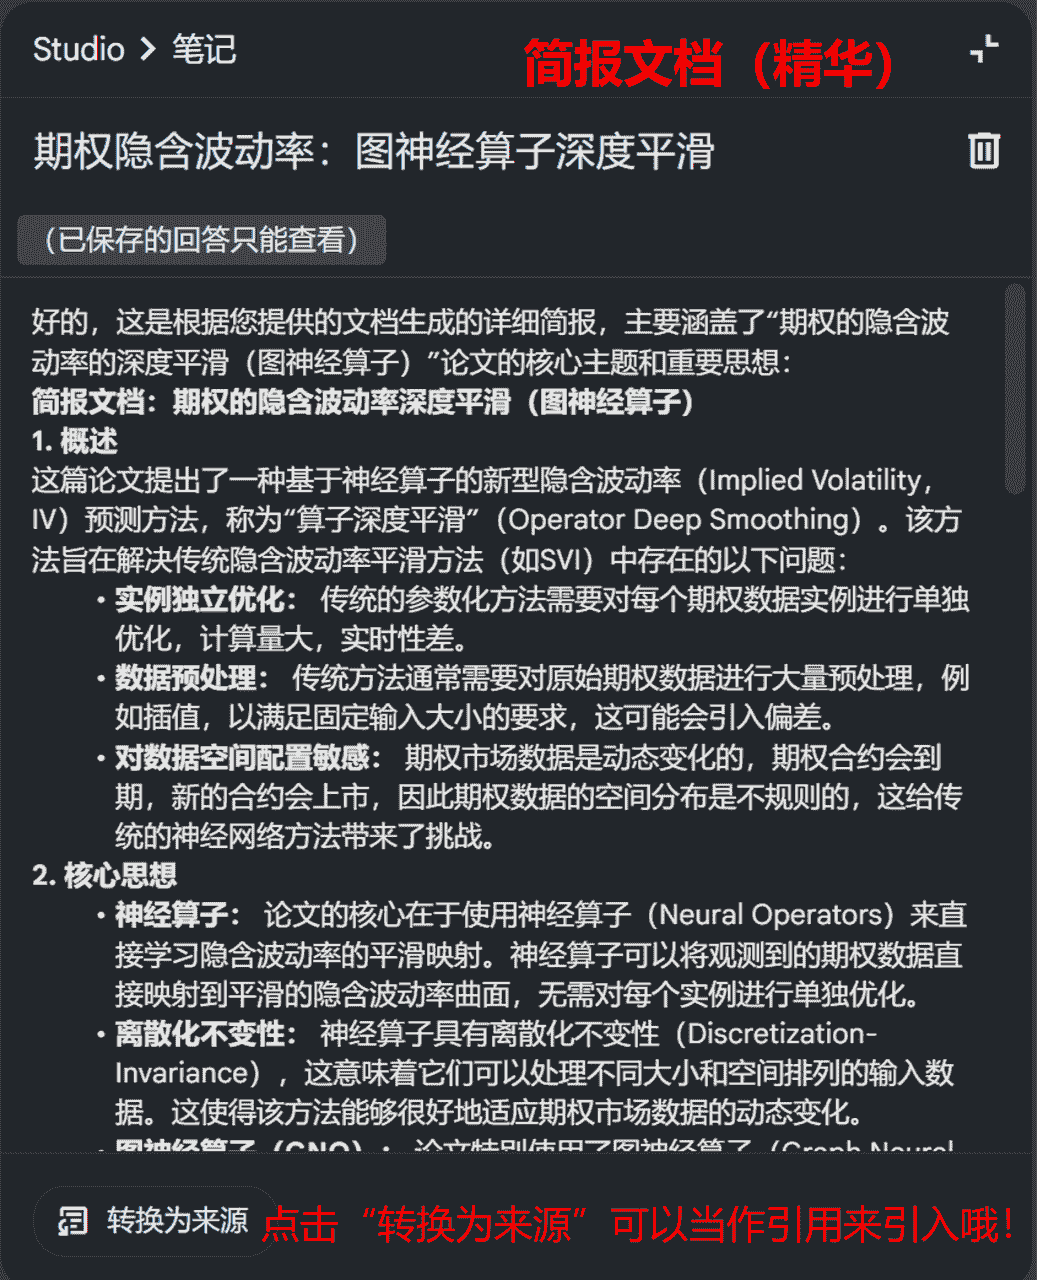 Studio > 笔记
简报文档（精华）
期权隐含波动率：图神经算子深度平滑
（已保存的回答只能查看）
好的，这是根据您提供的文档生成的详细简报，主要涵盖了“期权的隐含波
动率的深度平滑（图神经算子）”论文的核心主题和重要思想：
简报文档：期权的隐含波动率深度平滑（图神经算子）
1. 概述
这篇论文提出了一种基于神经算子的新型隐含波动率（Implied Volatility，
IV）预测方法，称为“算子深度平滑”（Operator Deep Smoothing）。该方
法旨在解决传统隐含波动率平滑方法（如SVI）中存在的以下问题：
• 实例独立优化： 传统的参数化方法需要对每个期权数据实例进行单独
优化，计算量大，实时性差。
• 数据预处理： 传统方法通常需要对原始期权数据进行大量预处理，例
如插值，以满足固定输入大小的要求，这可能会引入偏差。
• 对数据空间配置敏感： 期权市场数据是动态变化的，期权合约会到
期，新的合约会上市，因此期权数据的空间分布是不规则的，这给传
统的神经网络方法带来了挑战。
2. 核心思想
• 神经算子： 论文的核心在于使用神经算子（Neural Operators）来直
接学习隐含波动率的平滑映射。神经算子可以将观测到的期权数据直
接映射到平滑的隐含波动率曲面，无需对每个实例进行单独优化。
• 离散化不变性： 神经算子具有离散化不变性（Discretization-
Invariance），这意味着它们可以处理不同大小和空间排列的输入数
据。这使得该方法能够很好地适应期权市场数据的动态变化。
• 图神经算子（GNO）： 论文特别使用了图神经算子（Graph Neural
转换为来源
点击“转换为来源”可以当作引用来引入哦！